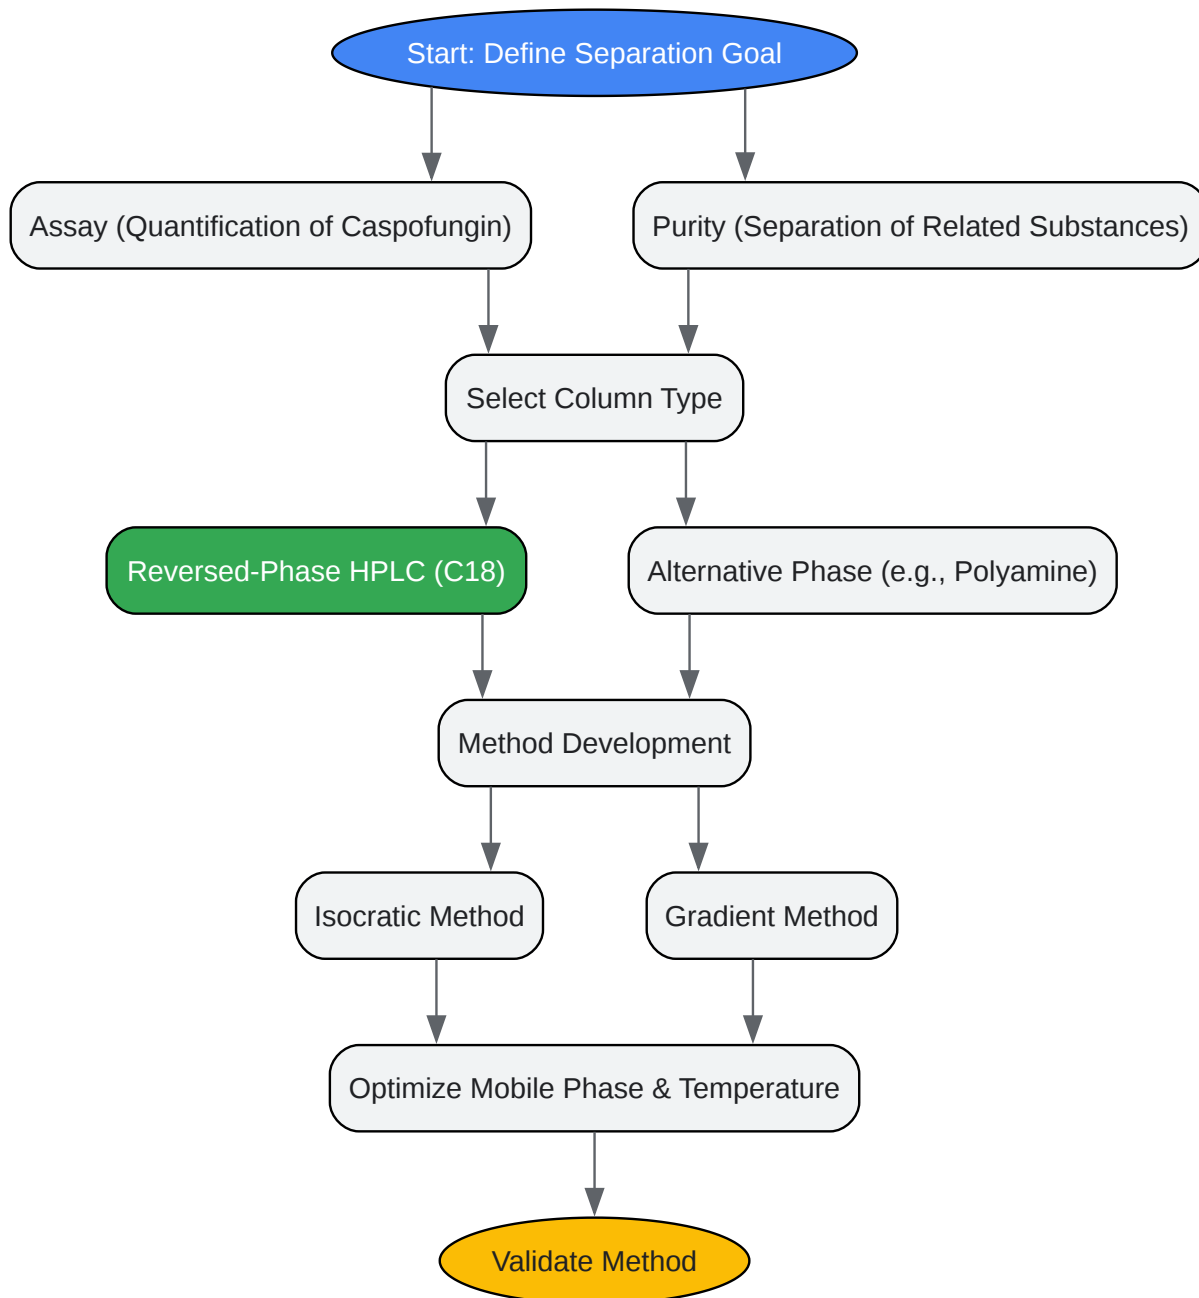 Start: Define Separation Goal
Assay (Quantification of Caspofungin)
Purity (Separation of Related Substances)
Select Column Type
Reversed-Phase HPLC (C18)
Alternative Phase (e.g., Polyamine)
Method Development
Isocratic Method
Gradient Method
Optimize Mobile Phase & Temperature
Validate Method